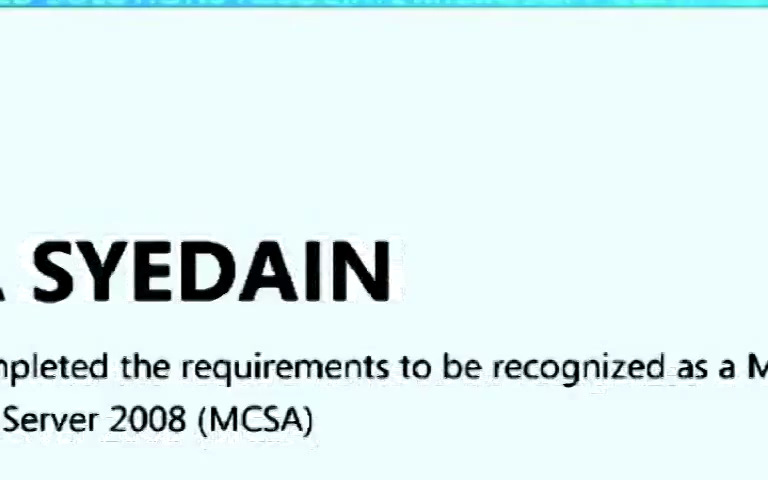 SYEDAIN
the requirements to be recognized as a
Server 2008 (MCSA)